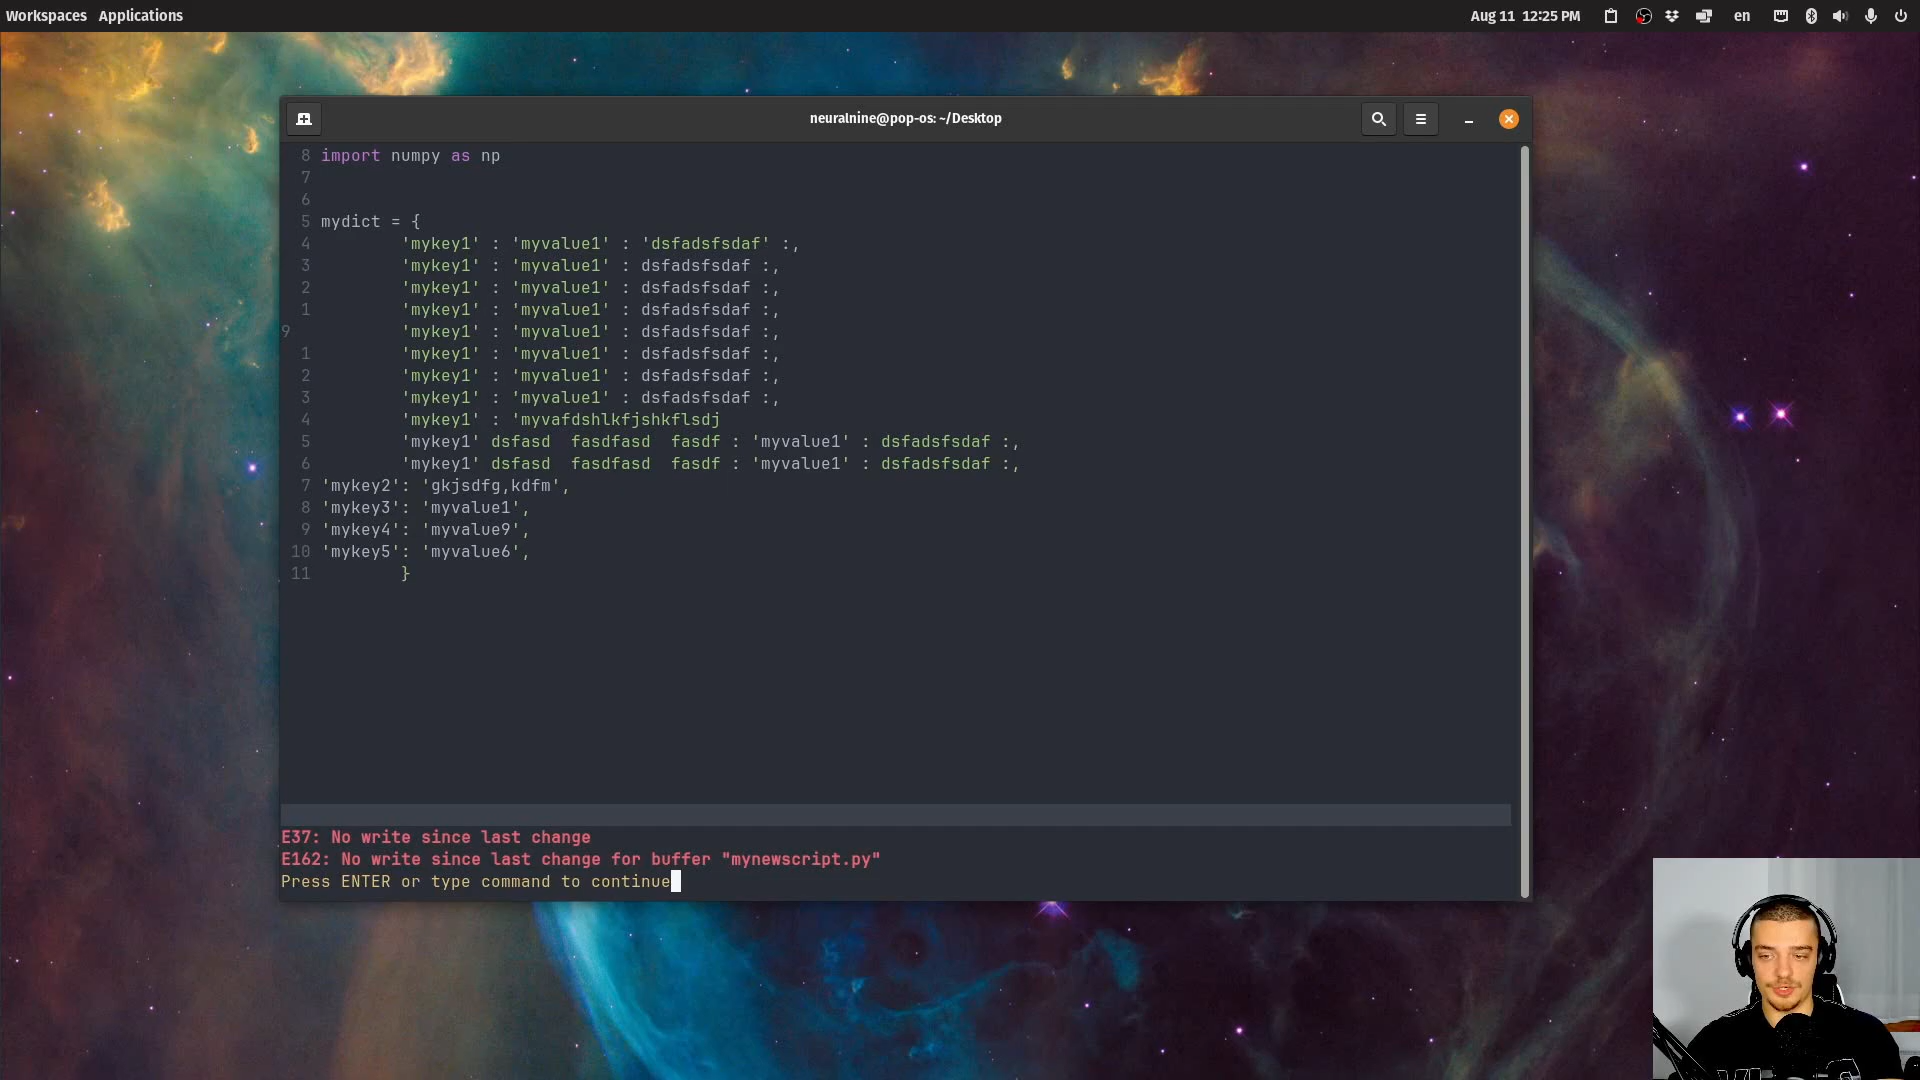 Workspaces Applications
Aug 11 12:25 PM
en
neuralnine@pop-os: ~/Desktop
8 import numpy as np
7
6
5 mydict = {
4 'mykey1' : 'myvalue1' : 'dsfadsfsdaf' :,
3 'mykey1' : 'myvalue1' : dsfadsfsdaf :,
2 'mykey1' : 'myvalue1' : dsfadsfsdaf :,
1 'mykey1' : 'myvalue1' : dsfadsfsdaf :,
9 'mykey1' : 'myvalue1' : dsfadsfsdaf :,
1 'mykey1' : 'myvalue1' : dsfadsfsdaf :,
2 'mykey1' : 'myvalue1' : dsfadsfsdaf :,
3 'mykey1' : 'myvalue1' : dsfadsfsdaf :,
4 'mykey1' : 'myvafdshlkfjshkflsdj
5 'mykey1' dsfasd  fasdfasd  fasdf : 'myvalue1' : dsfadsfsdaf :,
6 'mykey1' dsfasd  fasdfasd  fasdf : 'myvalue1' : dsfadsfsdaf :,
7 'mykey2': 'gkjsdfg,kdfm',
8 'mykey3': 'myvalue1',
9 'mykey4': 'myvalue9',
10 'mykey5': 'myvalue6',
11 }
E37: No write since last change
E162: No write since last change for buffer "mynewscript.py"
Press ENTER or type command to continue